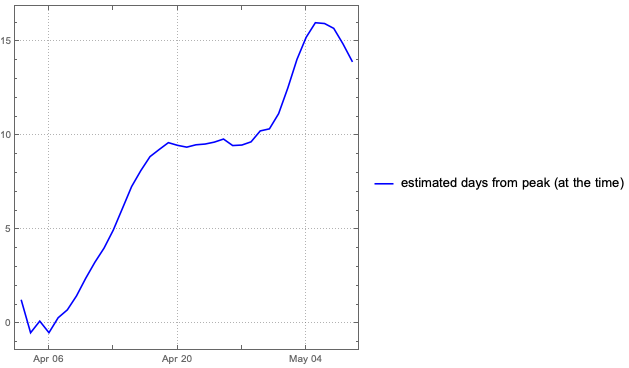 15
10
5
0
Apr 06
Apr 20
May 04
estimated days from peak (at the time)